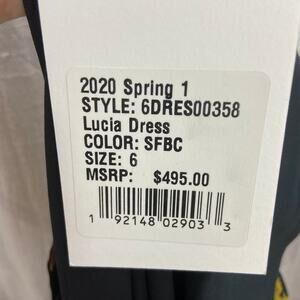 2020 Spring 1
STYLE: 6DRES00358
Lucia Dress
COLOR: SFBC
SIZE: 6
MSRP: $495.00
1 92148 02903 3